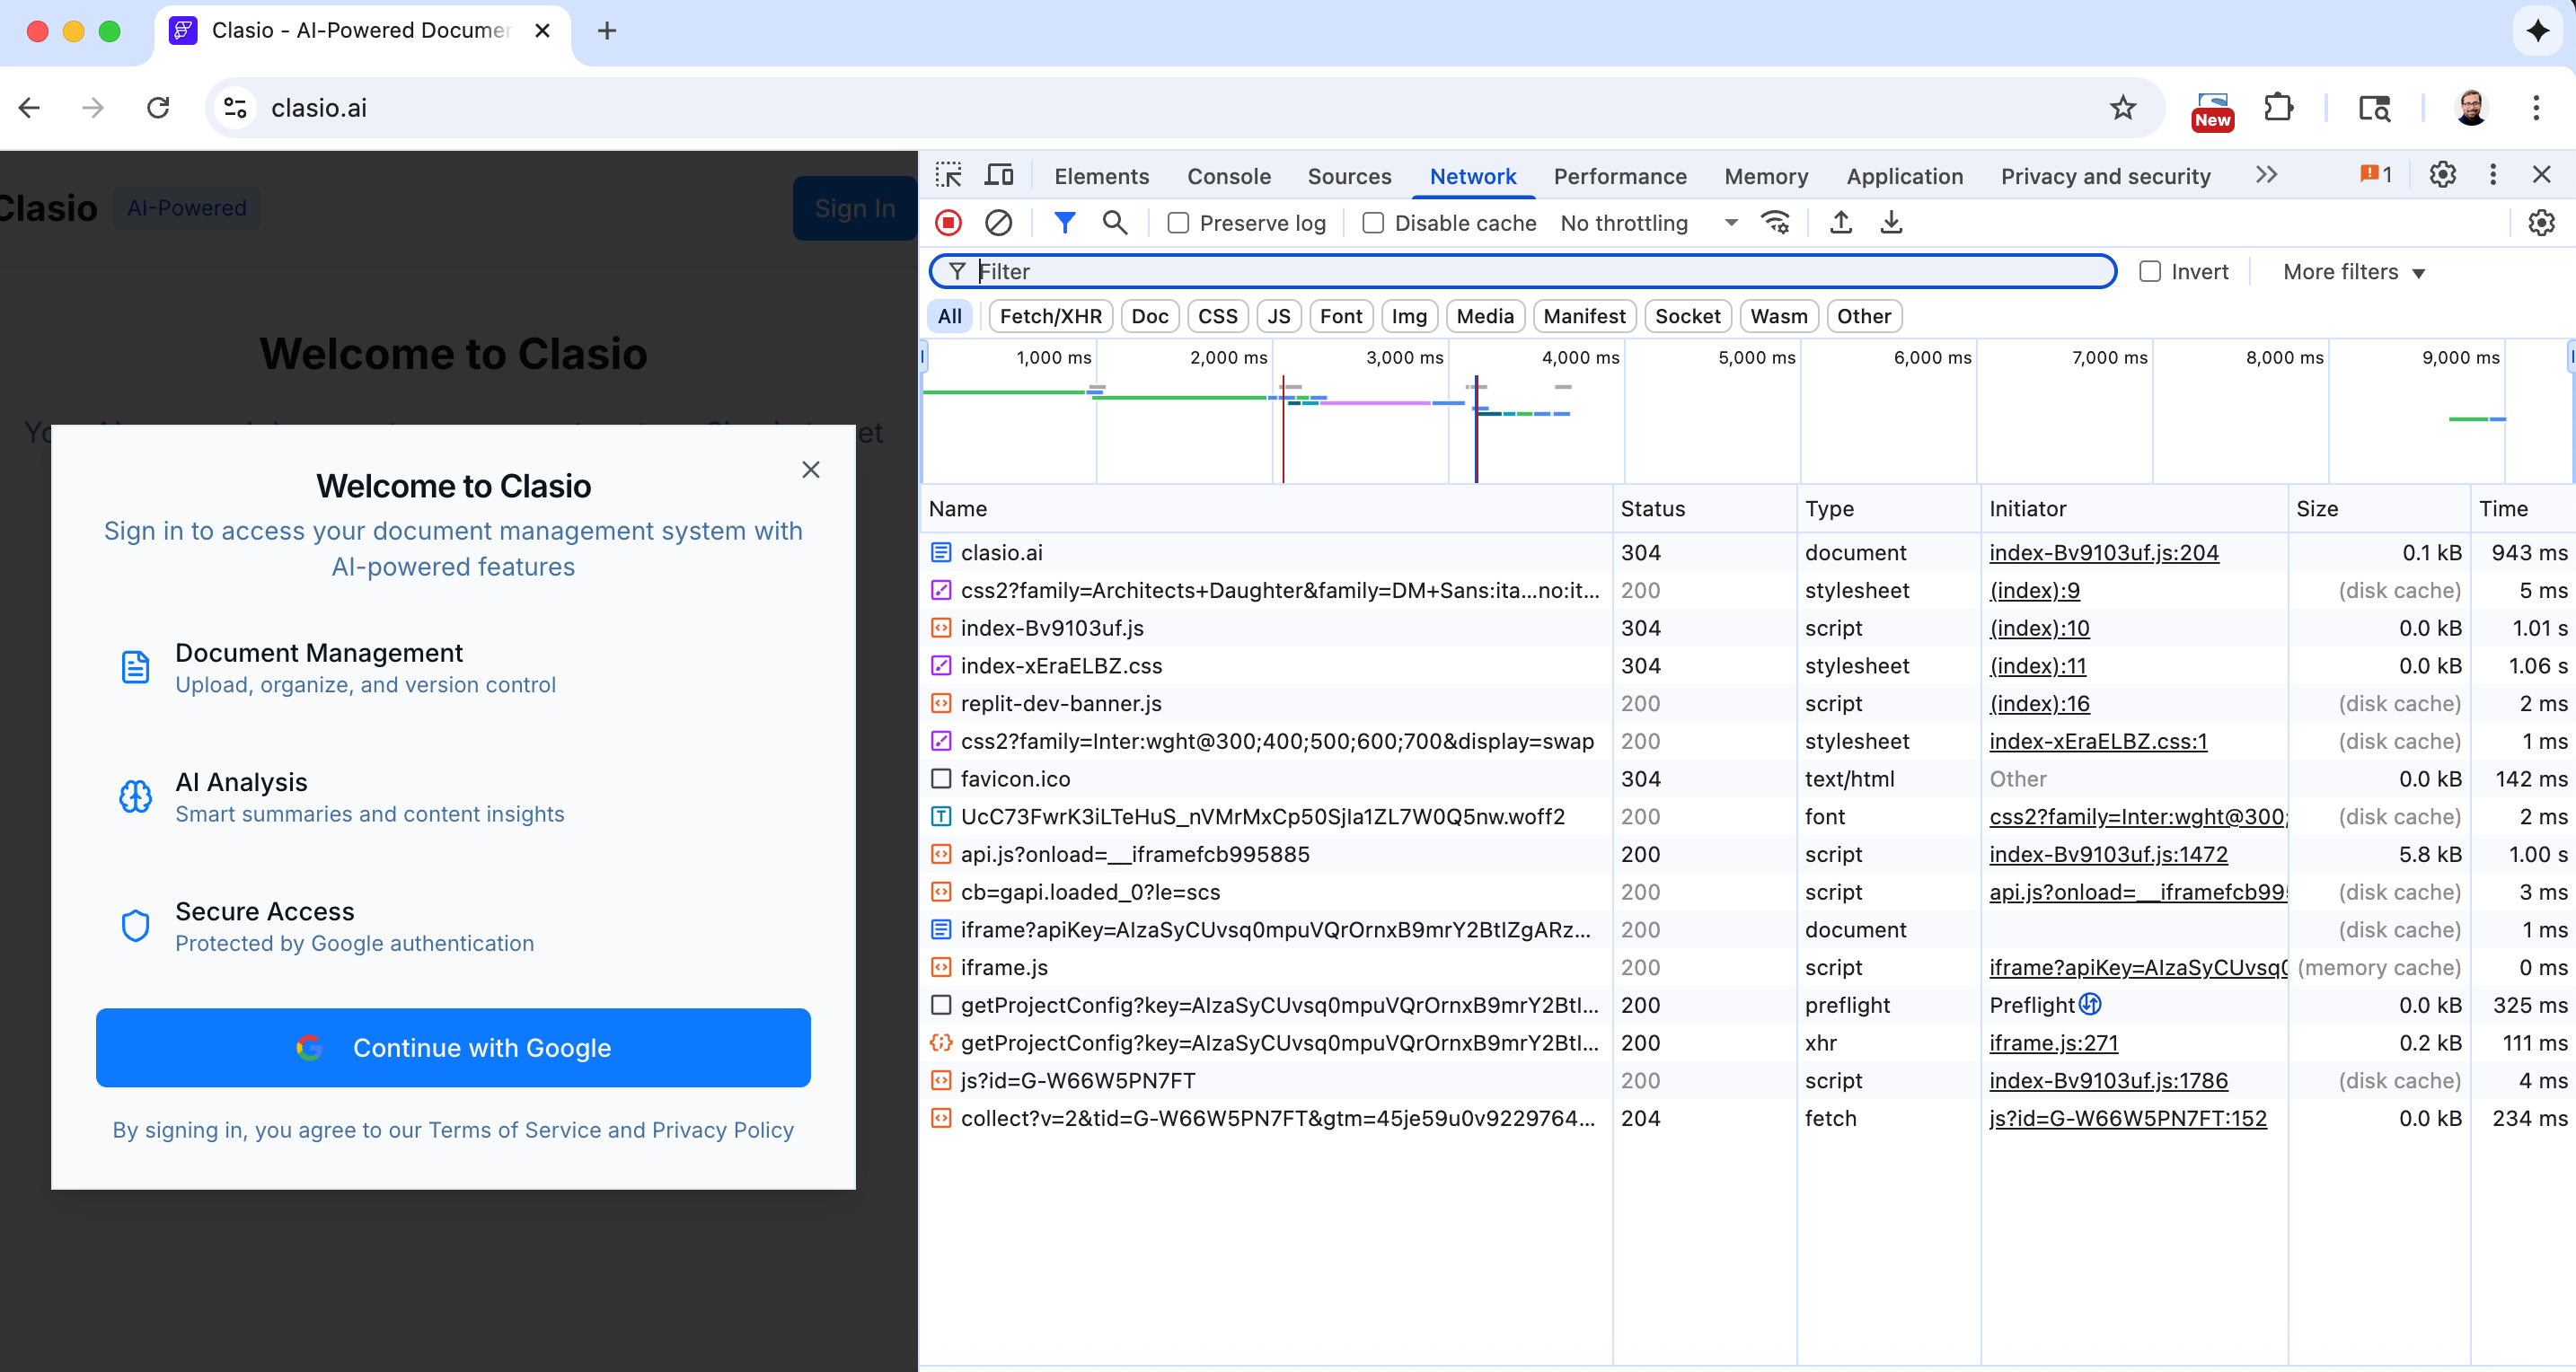 Clasio - AI-Powered Documen
clasio.ai
New
Clasio AI-Powered Sign In
Welcome to Clasio
Welcome to Clasio
Sign in to access your document management system with
AI-powered features
Document Management
Upload, organize, and version control
AI Analysis
Smart summaries and content insights
Secure Access
Protected by Google authentication
Continue with Google
By signing in, you agree to our Terms of Service and Privacy Policy
Elements Console Sources Network Performance Memory Application Privacy and security 1
Preserve log Disable cache No throttling
Filter Invert More filters
All Fetch/XHR Doc CSS JS Font Img Media Manifest Socket Wasm Other
1,000 ms 2,000 ms 3,000 ms 4,000 ms 5,000 ms 6,000 ms 7,000 ms 8,000 ms 9,000 ms
Name Status Type Initiator Size Time
clasio.ai 304 document index-Bv9103uf.js:204 0.1 kB 943 ms
css2?family=Architects+Daughter&family=DM+Sans:ita...no:it... 200 stylesheet (index):9 (disk cache) 5 ms
index-Bv9103uf.js 304 script (index):10 0.0 kB 1.01 s
index-xEraELBZ.css 304 stylesheet (index):11 0.0 kB 1.06 s
replit-dev-banner.js 200 script (index):16 (disk cache) 2 ms
css2?family=Inter:wght@300;400;500;600;700&display=swap 200 stylesheet index-xEraELBZ.css:1 (disk cache) 1 ms
favicon.ico 304 text/html Other 0.0 kB 142 ms
UcC73FwrK3iLTeHuS_nVMrMxCp50SjIa1ZL7W0Q5nw.woff2 200 font css2?family=Inter:wght@300; (disk cache) 2 ms
api.js?onload=__iframefcb995885 200 script index-Bv9103uf.js:1472 5.8 kB 1.00 s
cb=gapi.loaded_0?le=scs 200 script api.js?onload=__iframefcb995 (disk cache) 3 ms
iframe?apiKey=AIzaSyCUvsq0mpuVQrOrnxB9mrY2BtIZgARz... 200 document (disk cache) 1 ms
iframe.js 200 script iframe?apiKey=AIzaSyCUvsq0 (memory cache) 0 ms
getProjectConfig?key=AIzaSyCUvsq0mpuVQrOrnxB9mrY2BtI... 200 preflight Preflight 0.0 kB 325 ms
getProjectConfig?key=AIzaSyCUvsq0mpuVQrOrnxB9mrY2BtI... 200 xhr iframe.js:271 0.2 kB 111 ms
js?id=G-W66W5PN7FT 200 script index-Bv9103uf.js:1786 (disk cache) 4 ms
collect?v=2&tid=G-W66W5PN7FT&gtm=45je59u0v9229764... 204 fetch js?id=G-W66W5PN7FT:152 0.0 kB 234 ms